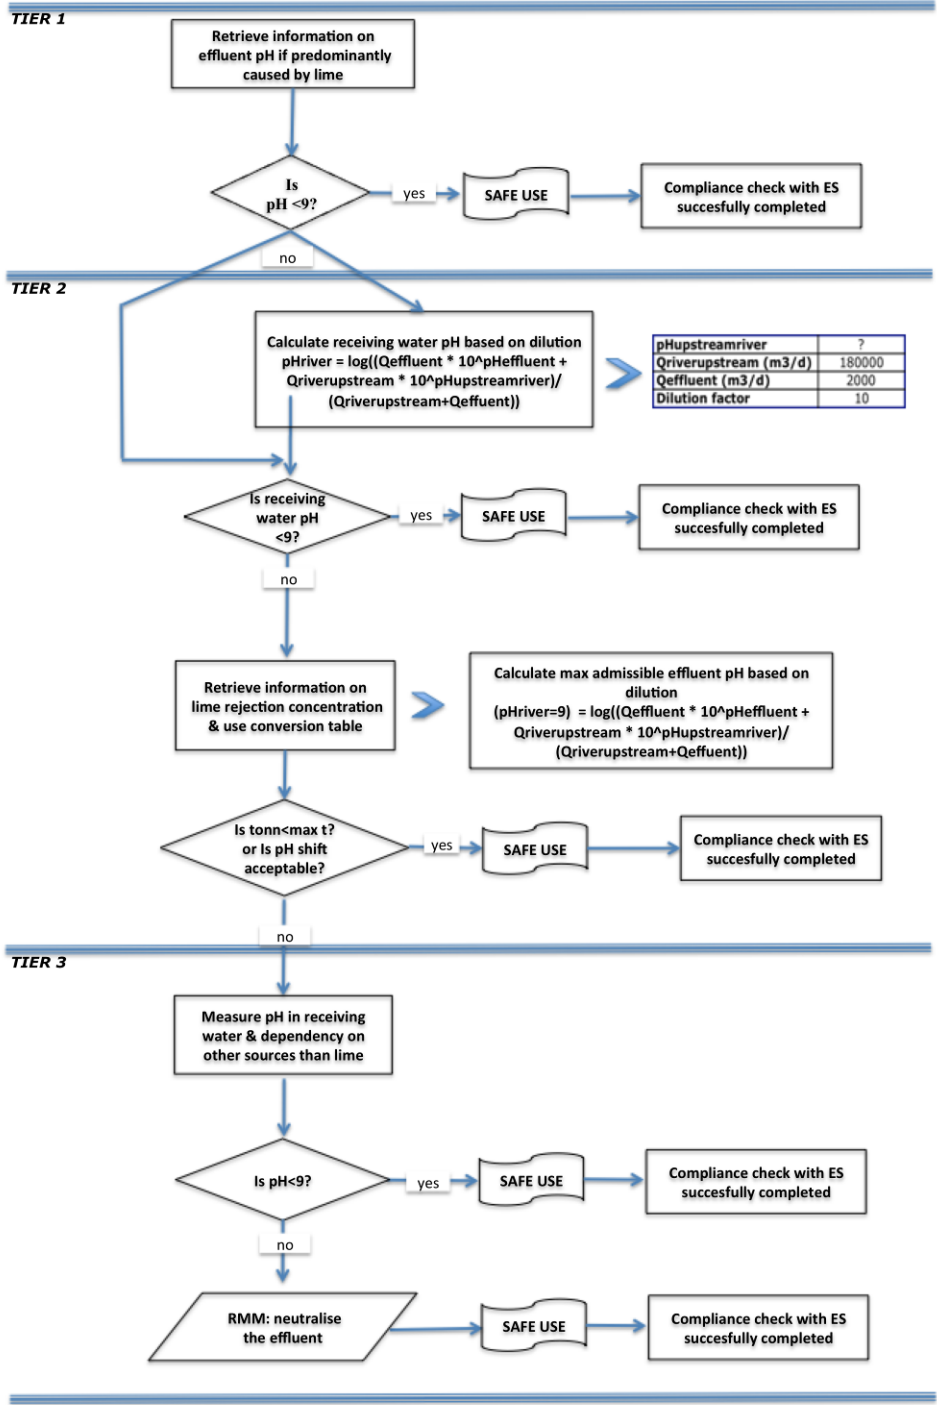 TIER 1
Retrieve information on
effluent pH if predominantly
caused by lime
Is
pH <9?
yes
SAFE USE
Compliance check with ES
succesfully completed
no
TIER 2
Calculate receiving water pH based on dilution
pHriver = log((Qeffluent * 10^pHeffluent +
Qriverupstream * 10^pHupstreamriver)/
(Qriverupstream+Qeffuent))
pHupstreamriver ?
Qriverupstream (m3/d) 180000
Qeffluent (m3/d) 2000
Dilution factor 10
Is receiving
water pH
<9?
yes
SAFE USE
Compliance check with ES
succesfully completed
no
Retrieve information on
lime rejection concentration
& use conversion table
Calculate max admissible effluent pH based on
dilution
(pHriver=9) = log((Qeffluent * 10^pHeffluent +
Qriverupstream * 10^pHupstreamriver)/
(Qriverupstream+Qeffuent))
Is tonn<max t?
or Is pH shift
acceptable?
yes
SAFE USE
Compliance check with ES
succesfully completed
no
TIER 3
Measure pH in receiving
water & dependency on
other sources than lime
Is pH<9?
yes
SAFE USE
Compliance check with ES
succesfully completed
no
RMM: neutralise
the effluent
SAFE USE
Compliance check with ES
succesfully completed